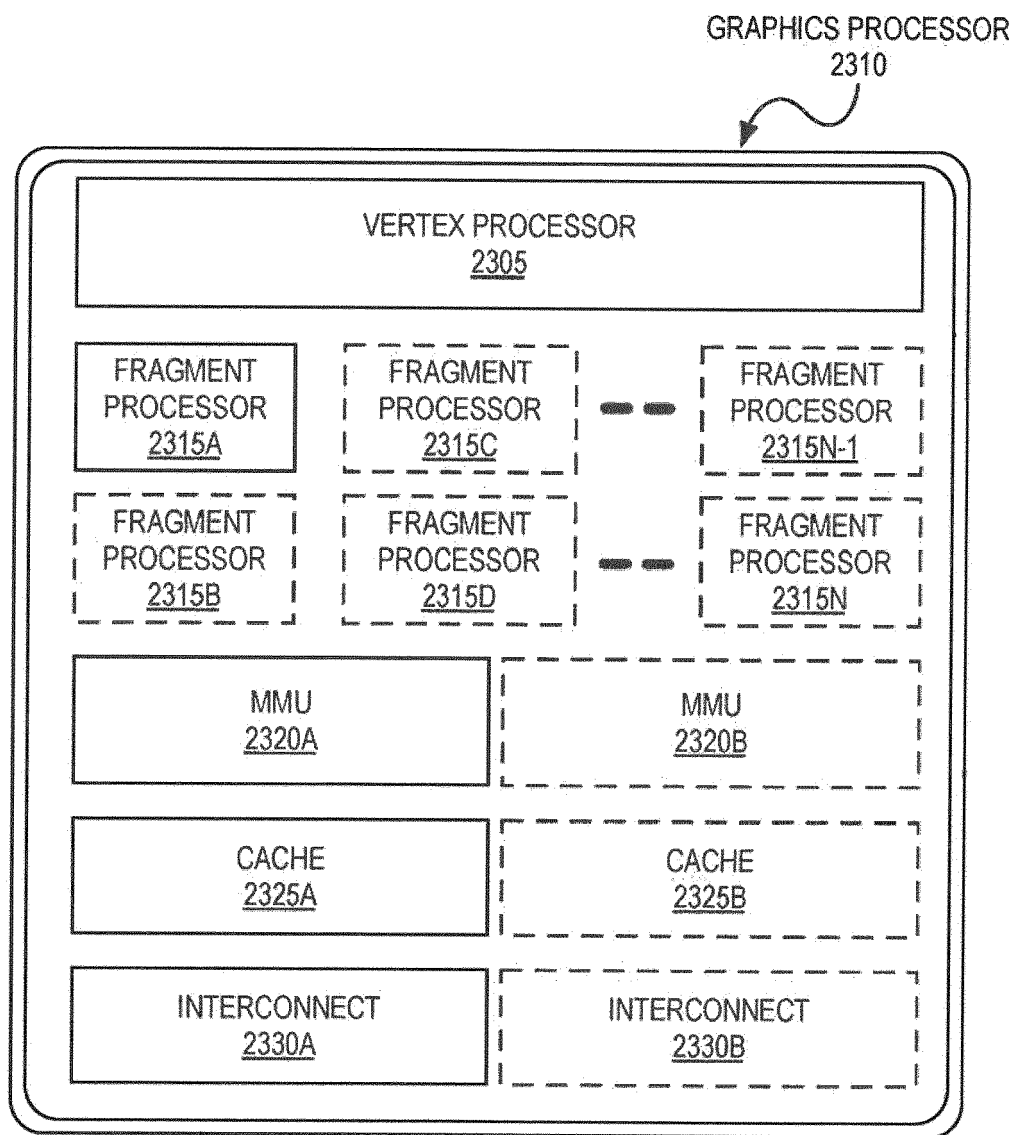 GRAPHICS PROCESSOR
2310
VERTEX PROCESSOR
2305
FRAGMENT
PROCESSOR
2315A
FRAGMENT
PROCESSOR
2315C
FRAGMENT
PROCESSOR
2315N-1
FRAGMENT
PROCESSOR
2315B
FRAGMENT
PROCESSOR
2315D
FRAGMENT
PROCESSOR
2315N
MMU
2320A
MMU
2320B
CACHE
2325A
CACHE
2325B
INTERCONNECT
2330A
INTERCONNECT
2330B